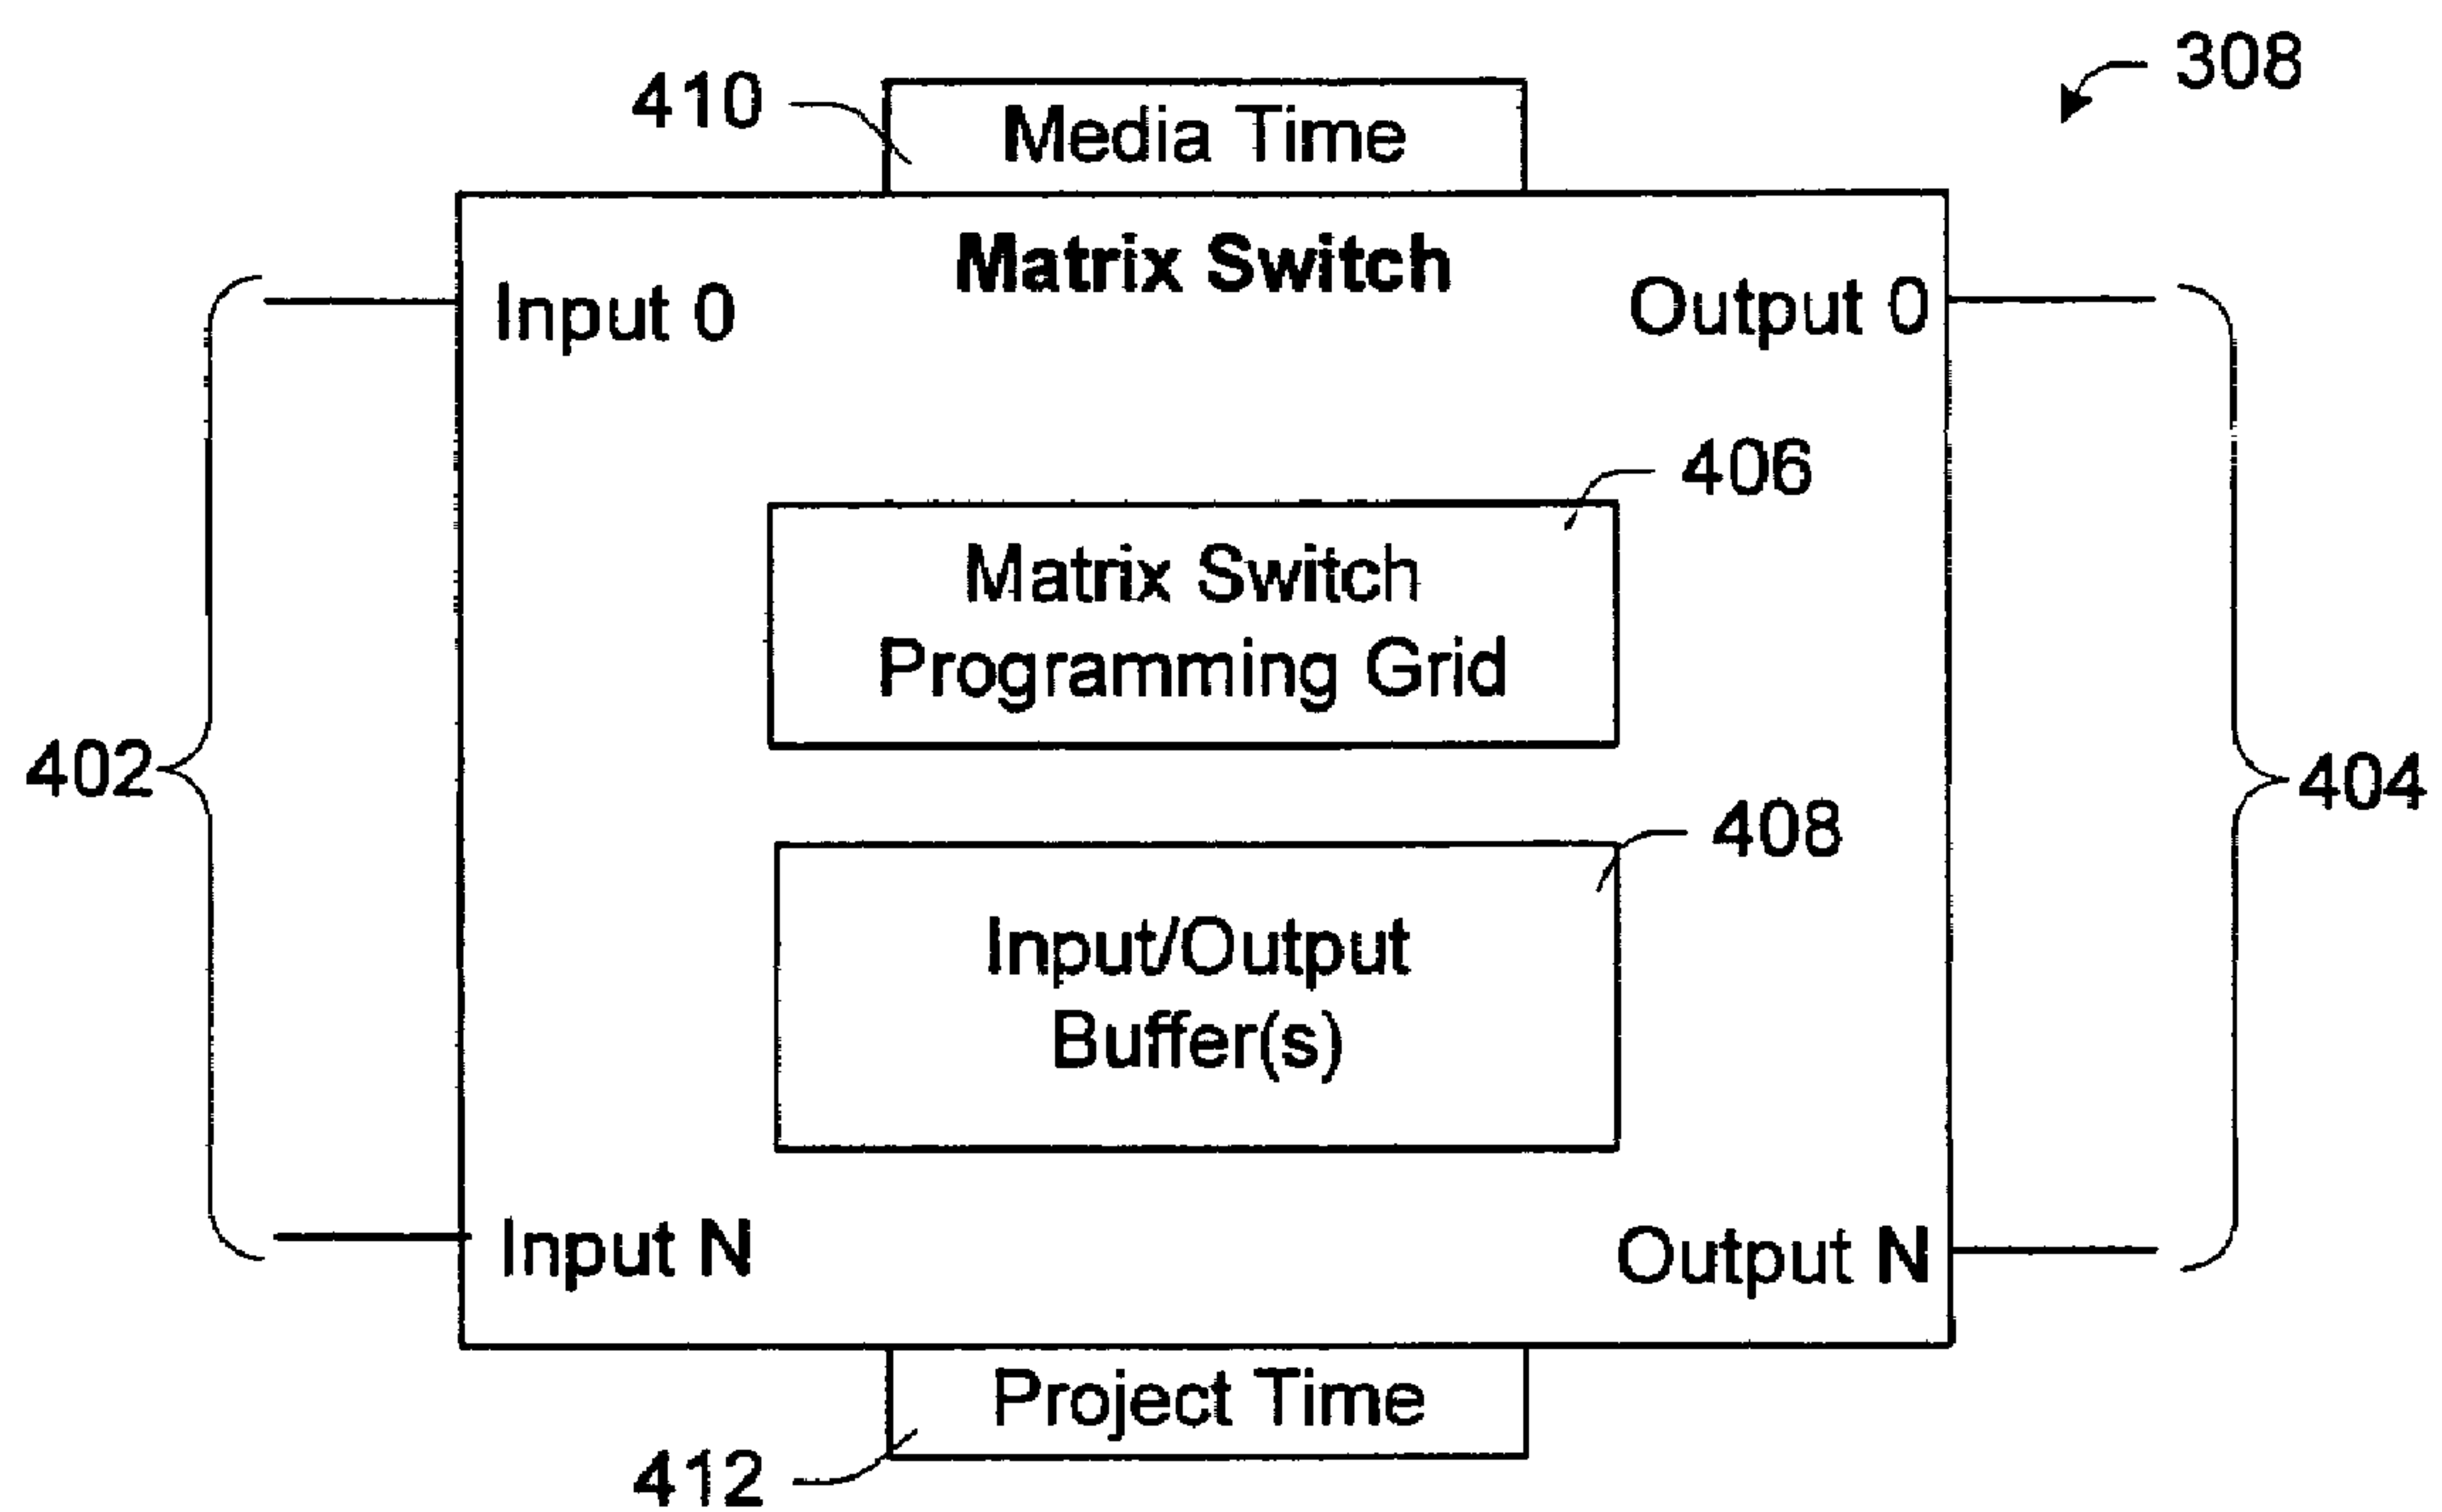 308
410
Media Time
Matrix Switch
Input 0
Output 0
406
Matrix Switch
Programming Grid
402
404
408
Input/Output
Buffer(s)
Input N
Output N
Project Time
412